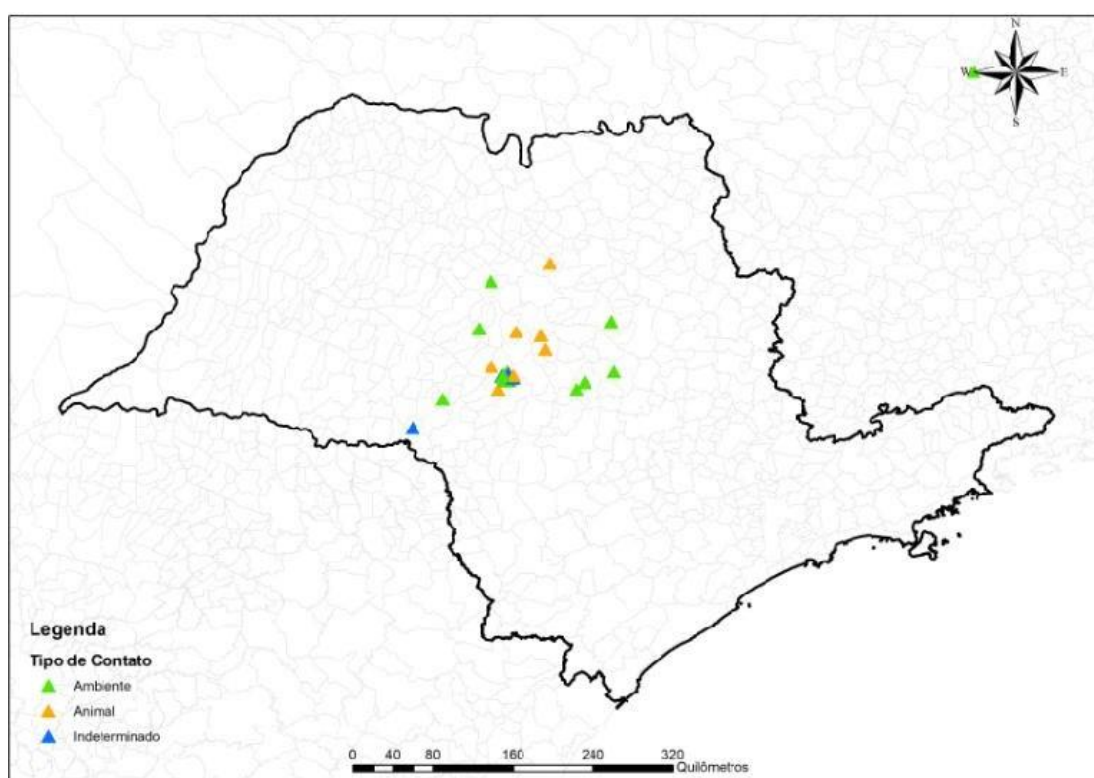 N
W E
S
Legenda
Tipo de Contato
Ambiente
Animal
Indeterminado
0 40 80 160 240 320
Quilômetros